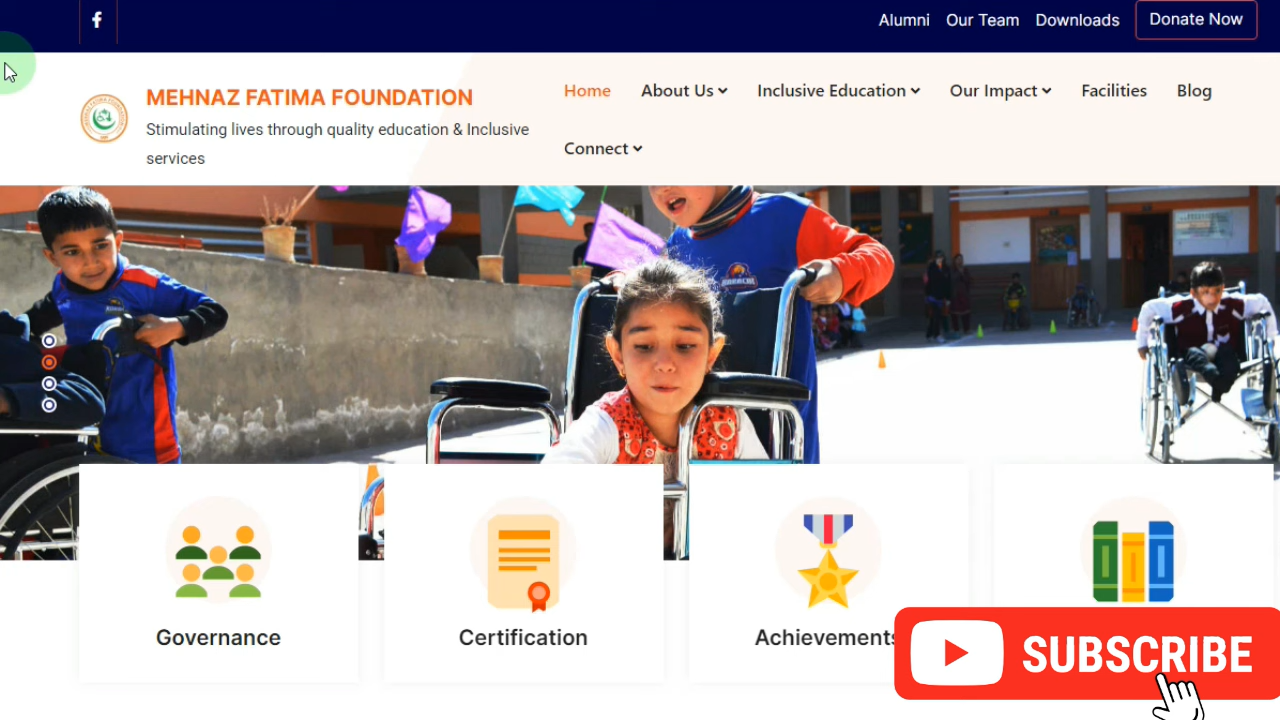 Alumni Our Team Downloads Donate Now
MEHNAZ FATIMA FOUNDATION
Stimulating lives through quality education & Inclusive
services
Home About Us Inclusive Education Our Impact Facilities Blog
Connect
Governance
Certification
Achievements
SUBSCRIBE